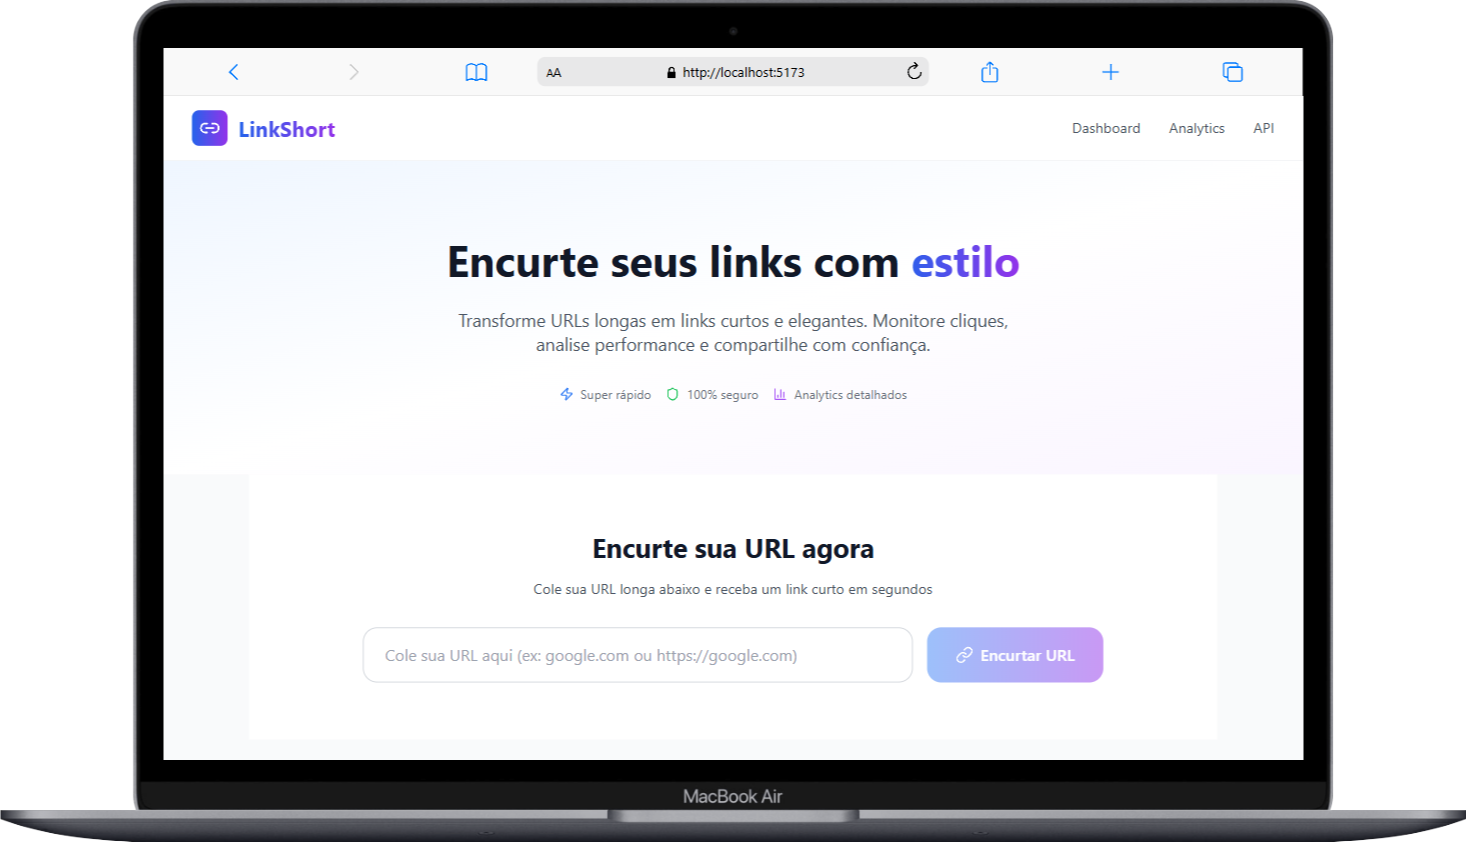 AA
http://localhost:5173
LinkShort
Dashboard
Analytics
API
Encurte seus links com estilo
Transforme URLs longas em links curtos e elegantes. Monitore cliques,
analise performance e compartilhe com confiança.
Super rápido
100% seguro
Analytics detalhados
Encurte sua URL agora
Cole sua URL longa abaixo e receba um link curto em segundos
Cole sua URL aqui (ex: google.com ou https://google.com)
Encurtar URL
MacBook Air